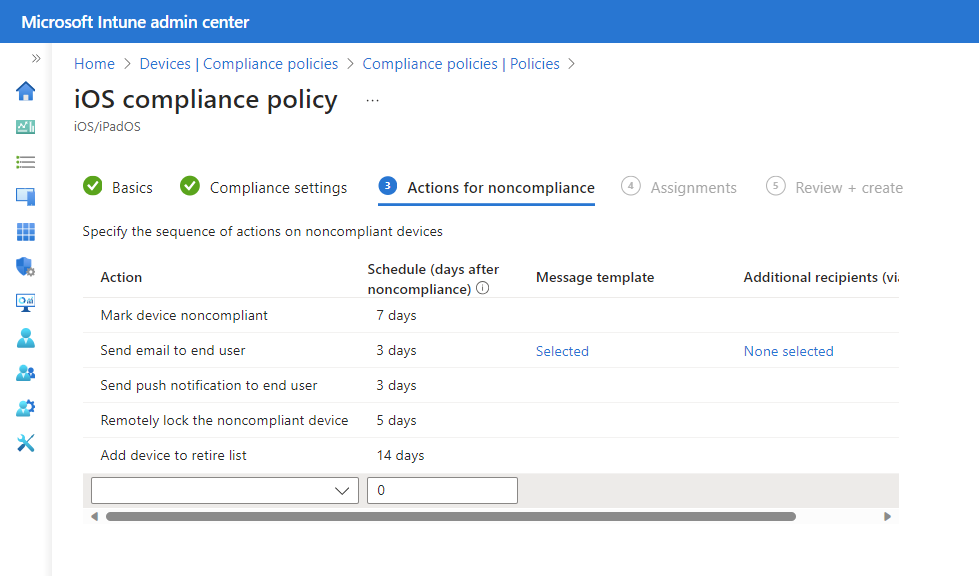 Microsoft Intune admin center
Home > Devices | Compliance policies > Compliance policies | Policies >
iOS compliance policy ...
iOS/iPadOS
Basics Compliance settings 3 Actions for noncompliance 4 Assignments 5 Review + create
Specify the sequence of actions on noncompliant devices
Action Schedule (days after noncompliance) Message template Additional recipients (via
Mark device noncompliant 7 days
Send email to end user 3 days Selected None selected
Send push notification to end user 3 days
Remotely lock the noncompliant device 5 days
Add device to retire list 14 days
0